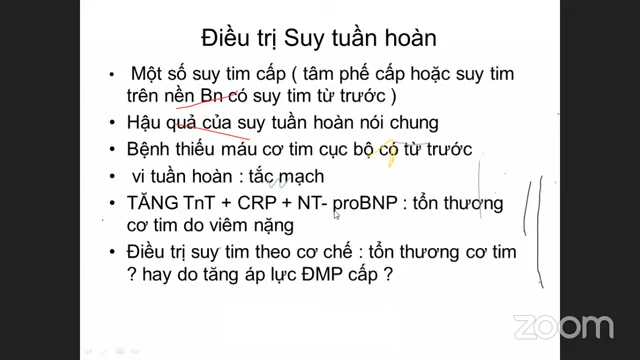 Điều trị Suy tuần hoàn
• Một số suy tim cấp ( tâm phế cấp hoặc suy tim
trên nền Bn có suy tim từ trước )
• Hậu quả của suy tuần hoàn nói chung
• Bệnh thiếu máu cơ tim cục bộ có từ trước
• vi tuần hoàn : tắc mạch
• TĂNG TnT + CRP + NT- proBNP : tổn thương
cơ tim do viêm nặng
• Điều trị suy tim theo cơ chế : tổn thương cơ tim
? hay do tăng áp lực ĐMP cấp ?
zoom